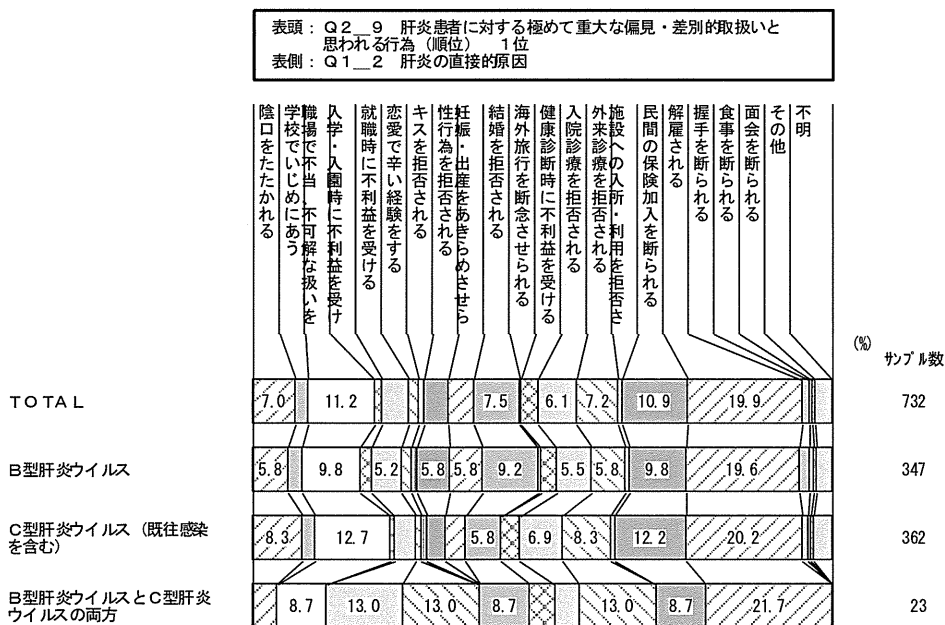 表頭：Ｑ２＿９　肝炎患者に対する極めて重大な偏見・差別的取扱いと
思われる行為（順位）　１位
表側：Ｑ１＿２　肝炎の直接的原因
陰口をたたかれる
学校でいじめにあう
職場で不当、不可解な扱いを
入学・入園時に不利益を受け
就職時に不利益を受ける
恋愛で辛い経験をする
キスを拒否される
性行為を拒否される
妊娠・出産をあきらめさせら
結婚を拒否される
海外旅行を断念させられる
健康診断時に不利益を受ける
入院診療を拒否される
外来診療を拒否される
施設への入所・利用を拒否さ
民間の保険加入を断られる
解雇される
握手を断られる
食事を断られる
面会を断られる
その他
不明
(%)
ｻﾝﾌﾟﾙ数
ＴＯＴＡＬ 7.0 11.2 7.5 6.1 7.2 10.9 19.9 732
Ｂ型肝炎ウイルス 5.8 9.8 5.2 5.8 5.8 9.2 5.5 5.8 9.8 19.6 347
Ｃ型肝炎ウイルス（既往感染
を含む） 8.3 12.7 5.8 6.9 8.3 12.2 20.2 362
Ｂ型肝炎ウイルスとＣ型肝炎
ウイルスの両方 8.7 13.0 13.0 8.7 13.0 8.7 21.7 23